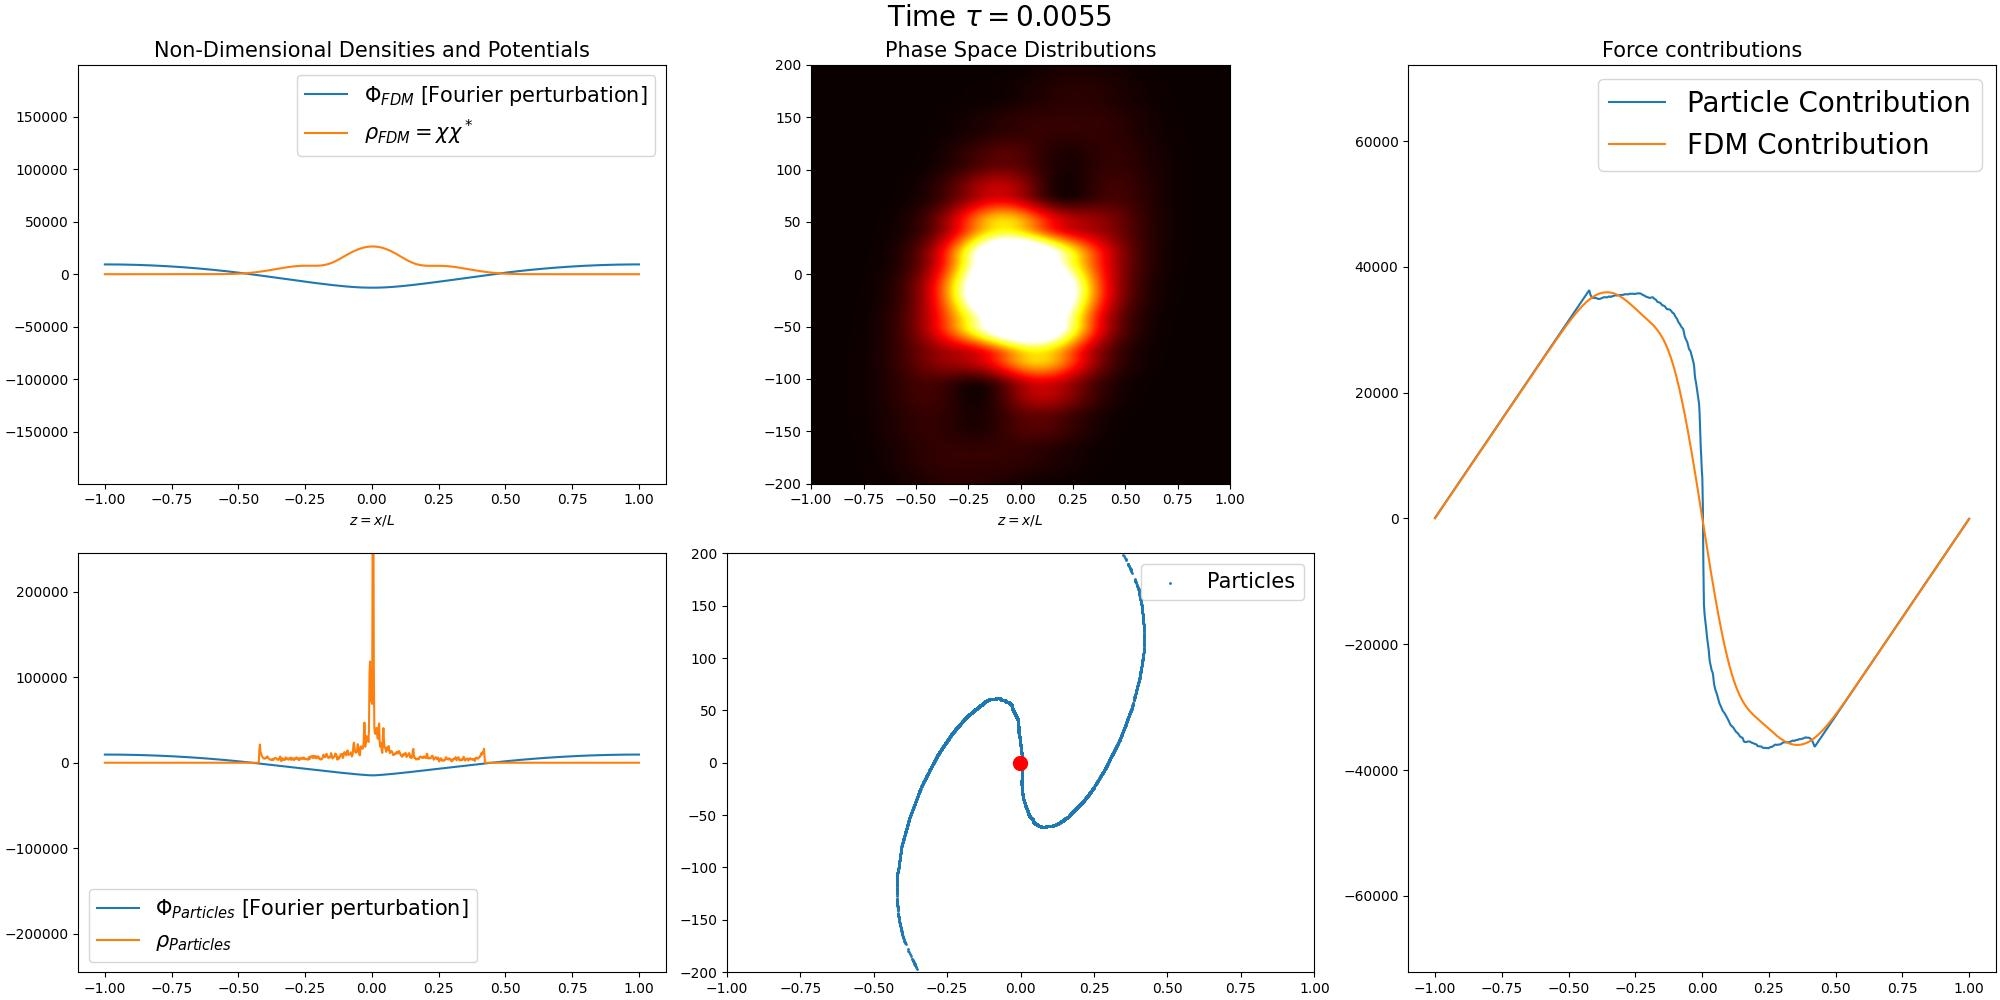 Time τ = 0.0055
Non-Dimensional Densities and Potentials
Φ_FDM [Fourier perturbation]
ρ_FDM = χχ*
150000
100000
50000
0
−50000
−100000
−150000
−1.00 −0.75 −0.50 −0.25 0.00 0.25 0.50 0.75 1.00
z = x/L
Phase Space Distributions
200
150
100
50
0
−50
−100
−150
−200
−1.00 −0.75 −0.50 −0.25 0.00 0.25 0.50 0.75 1.00
z = x/L
Force contributions
Particle Contribution
FDM Contribution
60000
40000
20000
0
−20000
−40000
−60000
−1.00 −0.75 −0.50 −0.25 0.00 0.25 0.50 0.75 1.00
200000
100000
0
−100000
−200000
Φ_Particles [Fourier perturbation]
ρ_Particles
−1.00 −0.75 −0.50 −0.25 0.00 0.25 0.50 0.75 1.00
Particles
200
150
100
50
0
−50
−100
−150
−200
−1.00 −0.75 −0.50 −0.25 0.00 0.25 0.50 0.75 1.00